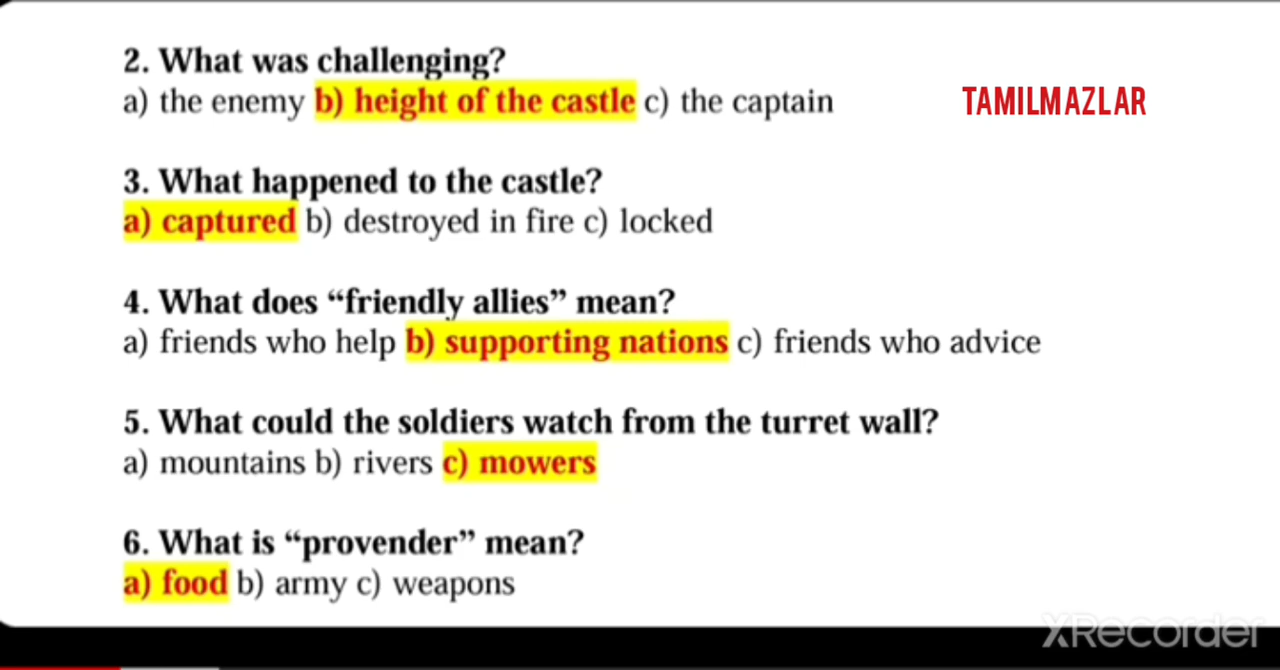 2. What was challenging?
a) the enemy b) height of the castle c) the captain
TAMILMAZLAR
3. What happened to the castle?
a) captured b) destroyed in fire c) locked
4. What does “friendly allies” mean?
a) friends who help b) supporting nations c) friends who advice
5. What could the soldiers watch from the turret wall?
a) mountains b) rivers c) mowers
6. What is “provender” mean?
a) food b) army c) weapons
XRecorder